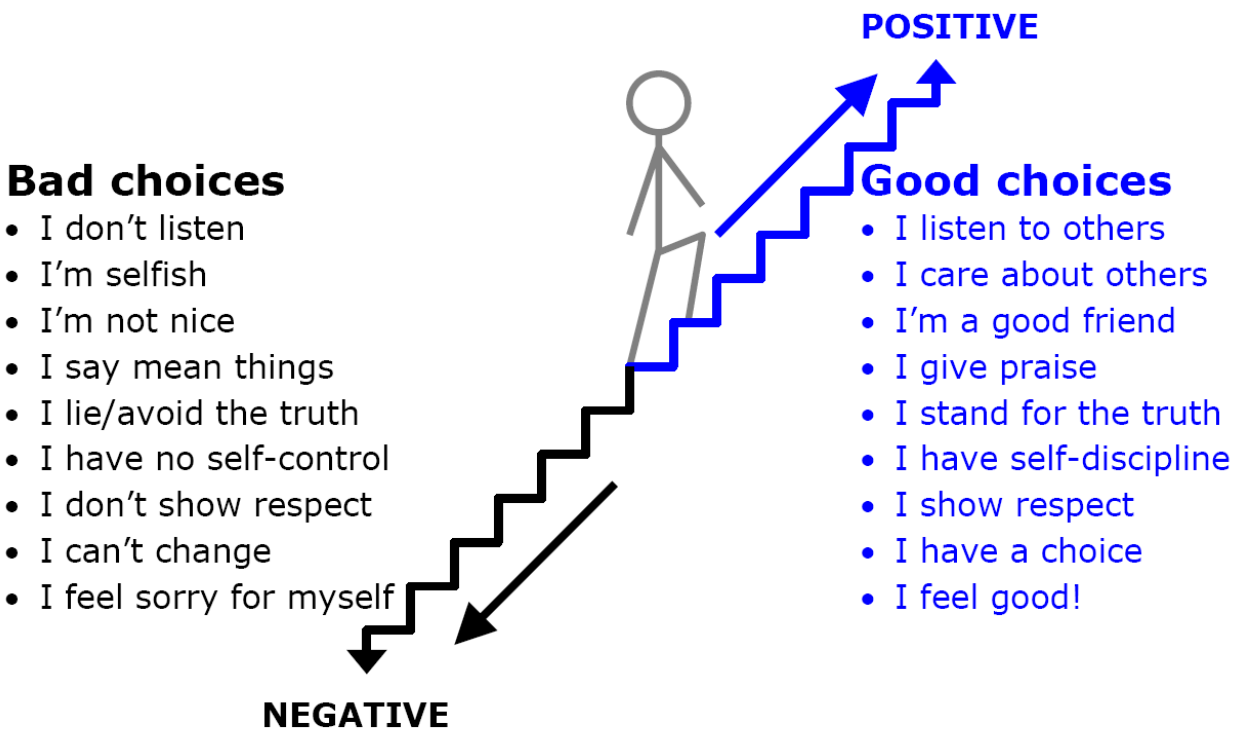 POSITIVE
Bad choices
• I don’t listen
• I’m selfish
• I’m not nice
• I say mean things
• I lie/avoid the truth
• I have no self-control
• I don’t show respect
• I can’t change
• I feel sorry for myself
Good choices
• I listen to others
• I care about others
• I’m a good friend
• I give praise
• I stand for the truth
• I have self-discipline
• I show respect
• I have a choice
• I feel good!
NEGATIVE